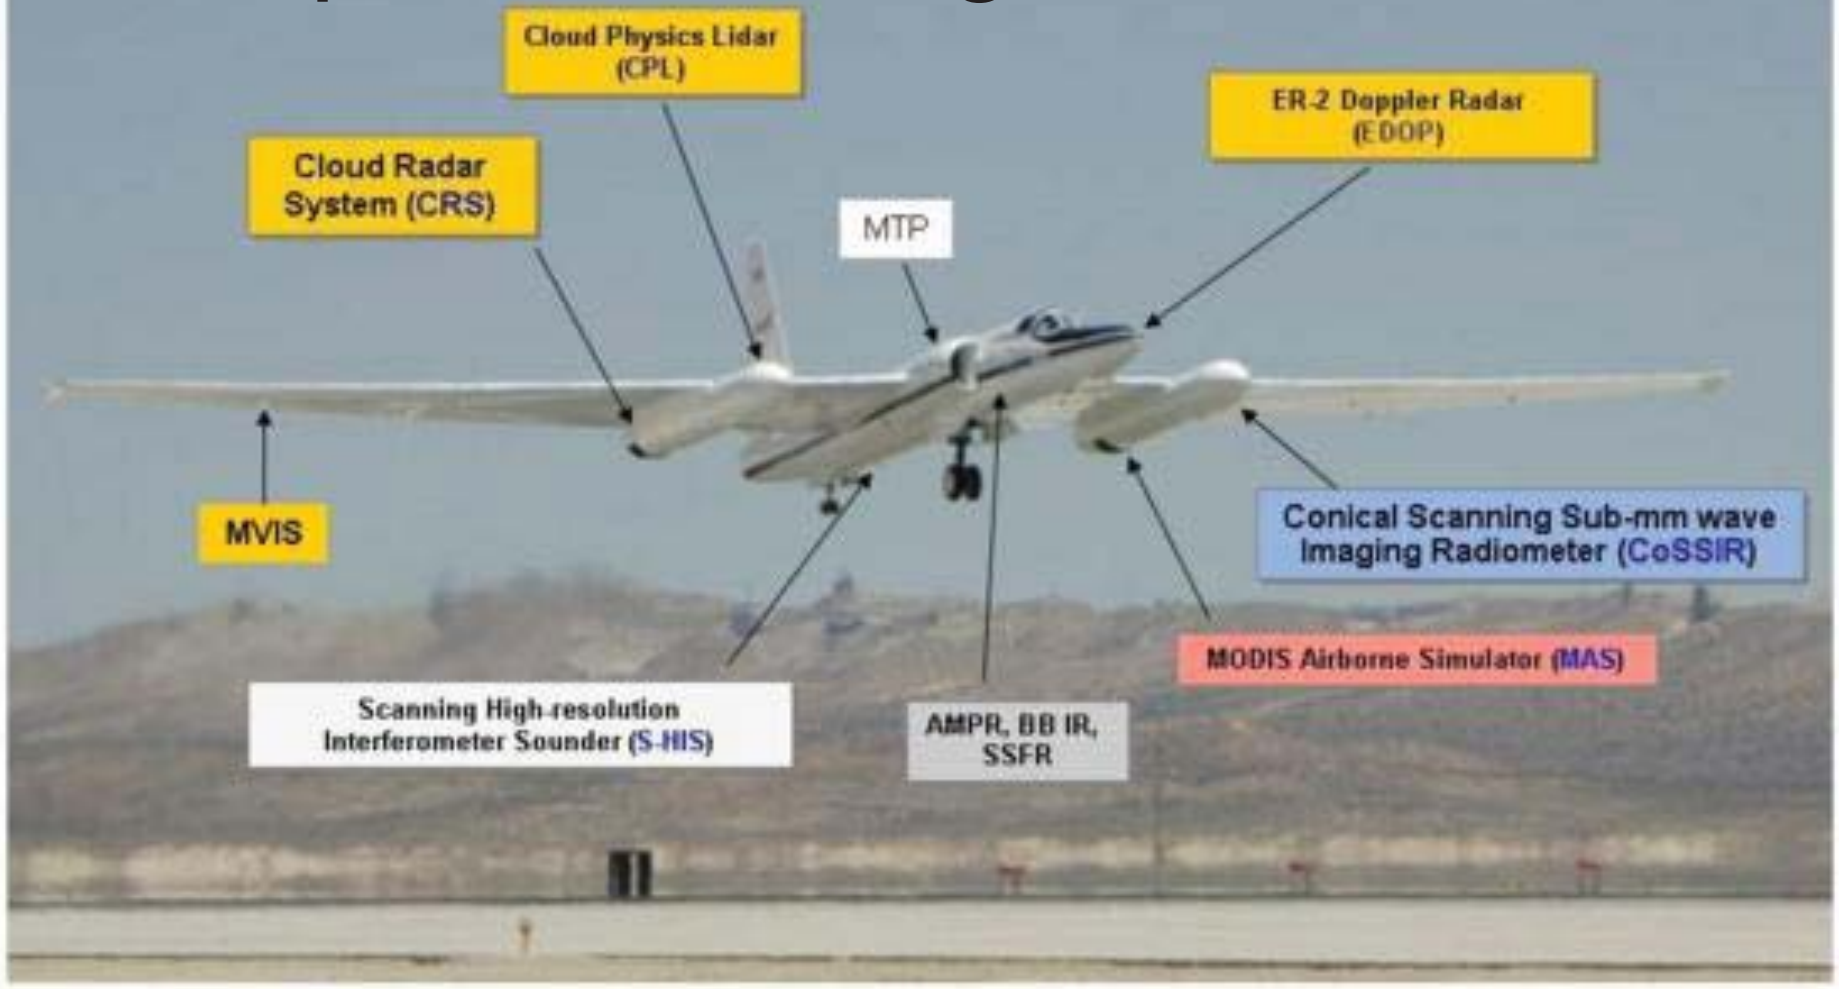 Cloud Physics Lidar
(CPL)
ER-2 Doppler Radar
(EDOP)
Cloud Radar
System (CRS)
MTP
MVIS
Conical Scanning Sub-mm wave
Imaging Radiometer (CoSSIR)
MODIS Airborne Simulator (MAS)
Scanning High-resolution
Interferometer Sounder (S-HIS)
AMPR, BB IR,
SSFR